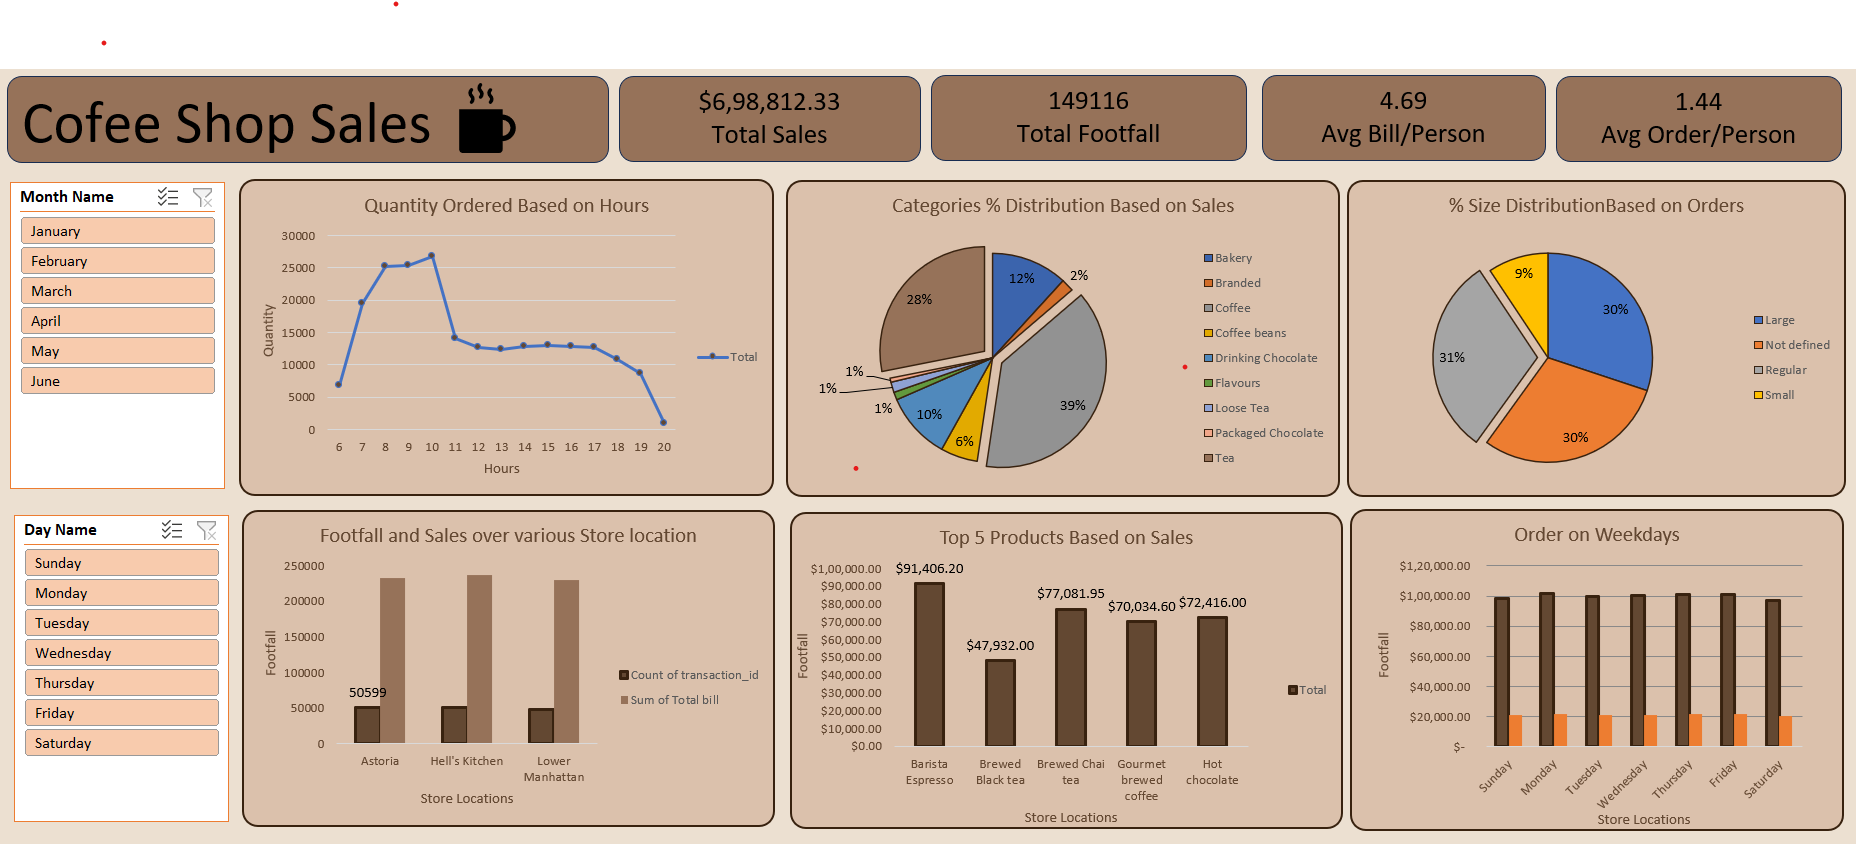 Cofee Shop Sales
$6,98,812.33
Total Sales
149116
Total Footfall
4.69
Avg Bill/Person
1.44
Avg Order/Person
Month Name
January
February
March
April
May
June
Quantity Ordered Based on Hours
30000
25000
20000
15000
10000
5000
0
Quantity
6 7 8 9 10 11 12 13 14 15 16 17 18 19 20
Hours
Total
Categories % Distribution Based on Sales
12%
2%
39%
6%
10%
1%
1%
1%
28%
Bakery
Branded
Coffee
Coffee beans
Drinking Chocolate
Flavours
Loose Tea
Packaged Chocolate
Tea
% Size DistributionBased on Orders
30%
30%
31%
9%
Large
Not defined
Regular
Small
Day Name
Sunday
Monday
Tuesday
Wednesday
Thursday
Friday
Saturday
Footfall and Sales over various Store location
250000
200000
150000
100000
50000
0
Footfall
50599
Astoria
Hell's Kitchen
Lower
Manhattan
Store Locations
Count of transaction_id
Sum of Total bill
Top 5 Products Based on Sales
$1,00,000.00
$90,000.00
$80,000.00
$70,000.00
$60,000.00
$50,000.00
$40,000.00
$30,000.00
$20,000.00
$10,000.00
$0.00
Footfall
$91,406.20
$47,932.00
$77,081.95
$70,034.60
$72,416.00
Barista
Espresso
Brewed
Black tea
Brewed Chai
tea
Gourmet
brewed
coffee
Hot
chocolate
Store Locations
Total
Order on Weekdays
$1,20,000.00
$1,00,000.00
$80,000.00
$60,000.00
$40,000.00
$20,000.00
$-
Footfall
Sunday
Monday
Tuesday
Wednesday
Thursday
Friday
Saturday
Store Locations